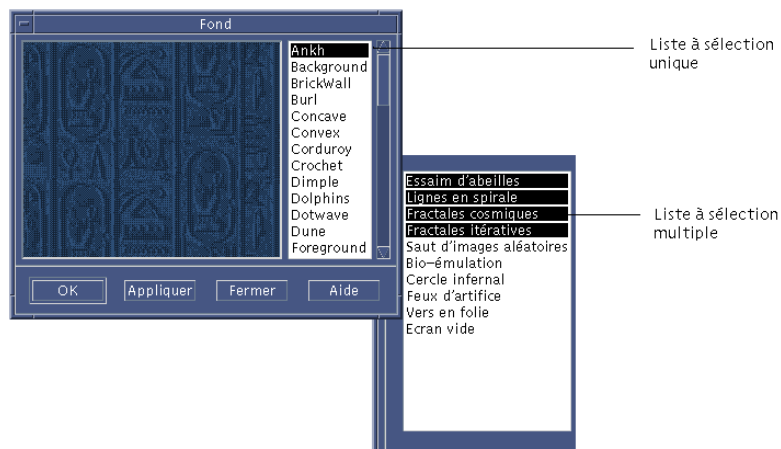 Fond
Ankh
Background
BrickWall
Burl
Concave
Convex
Corduroy
Crochet
Dimple
Dolphins
Dotwave
Dune
Foreground
OK
Appliquer
Fermer
Aide
Liste à sélection
unique
Essaim d'abeilles
Lignes en spirale
Fractales cosmiques
Fractales itératives
Saut d'images aléatoires
Bio-émulation
Cercle infernal
Feux d'artifice
Vers en folie
Ecran vide
Liste à sélection
multiple